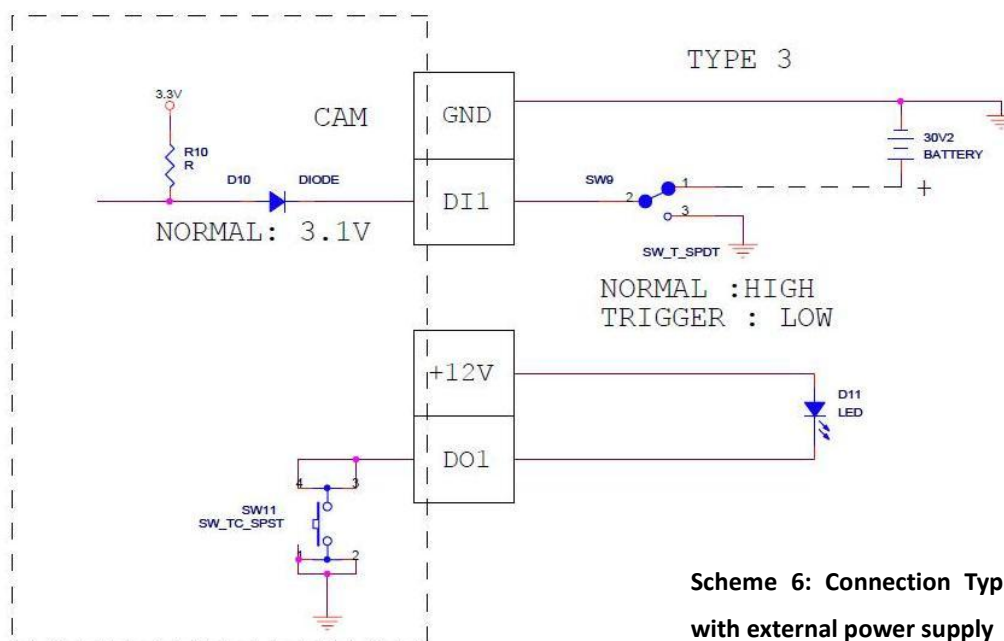 TYPE 3
3.3V
CAM
GND
R10
R
30V2
BATTERY
D10
DIODE
DI1
SW9
2
1
3
+
NORMAL: 3.1V
SW_T_SPDT
NORMAL :HIGH
TRIGGER : LOW
+12V
D11
LED
DO1
4
3
SW11
SW_TC_SPST
1
2
Scheme 6: Connection Typ
with external power supply